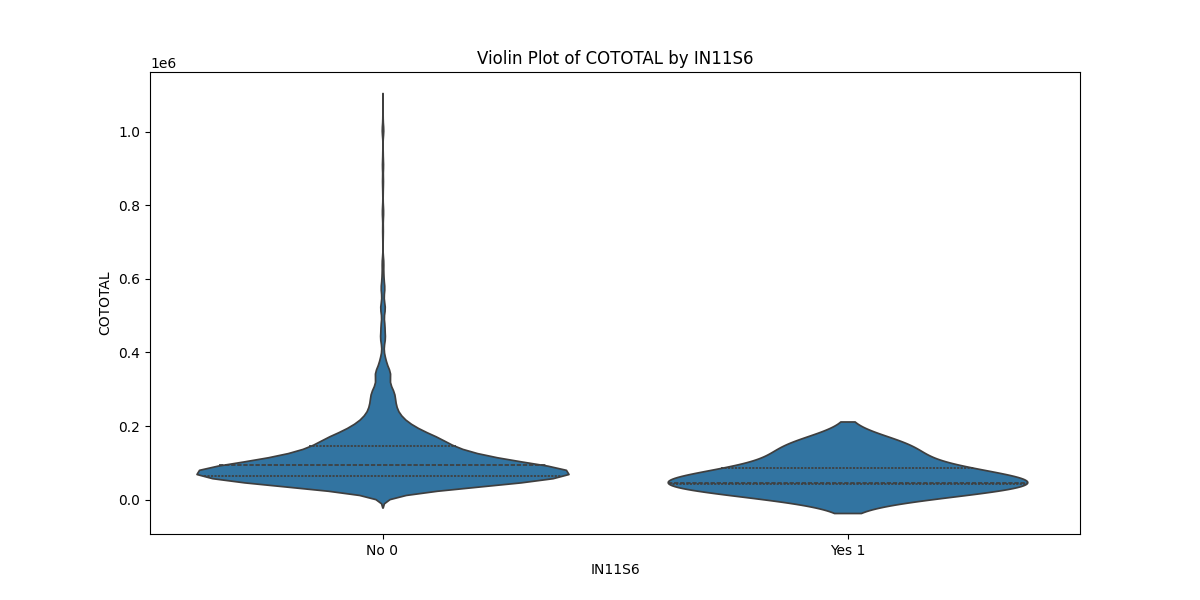 Violin Plot of COTOTAL by IN11S6
1e6
1.0
0.8
0.6
0.4
0.2
0.0
COTOTAL
No 0
Yes 1
IN11S6